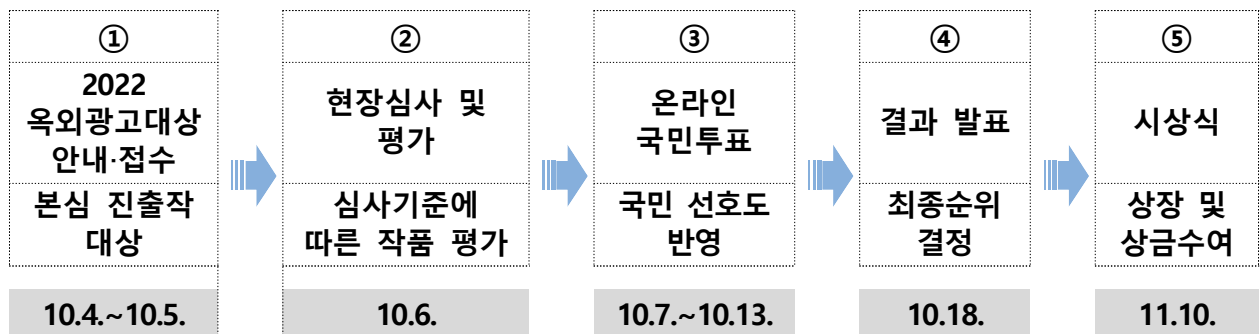 ①
2022
옥외광고대상
안내·접수
본심 진출작
대상
10.4.~10.5.
②
현장심사 및
평가
심사기준에
따른 작품 평가
10.6.
③
온라인
국민투표
국민 선호도
반영
10.7.~10.13.
④
결과 발표
최종순위
결정
10.18.
⑤
시상식
상장 및
상금수여
11.10.